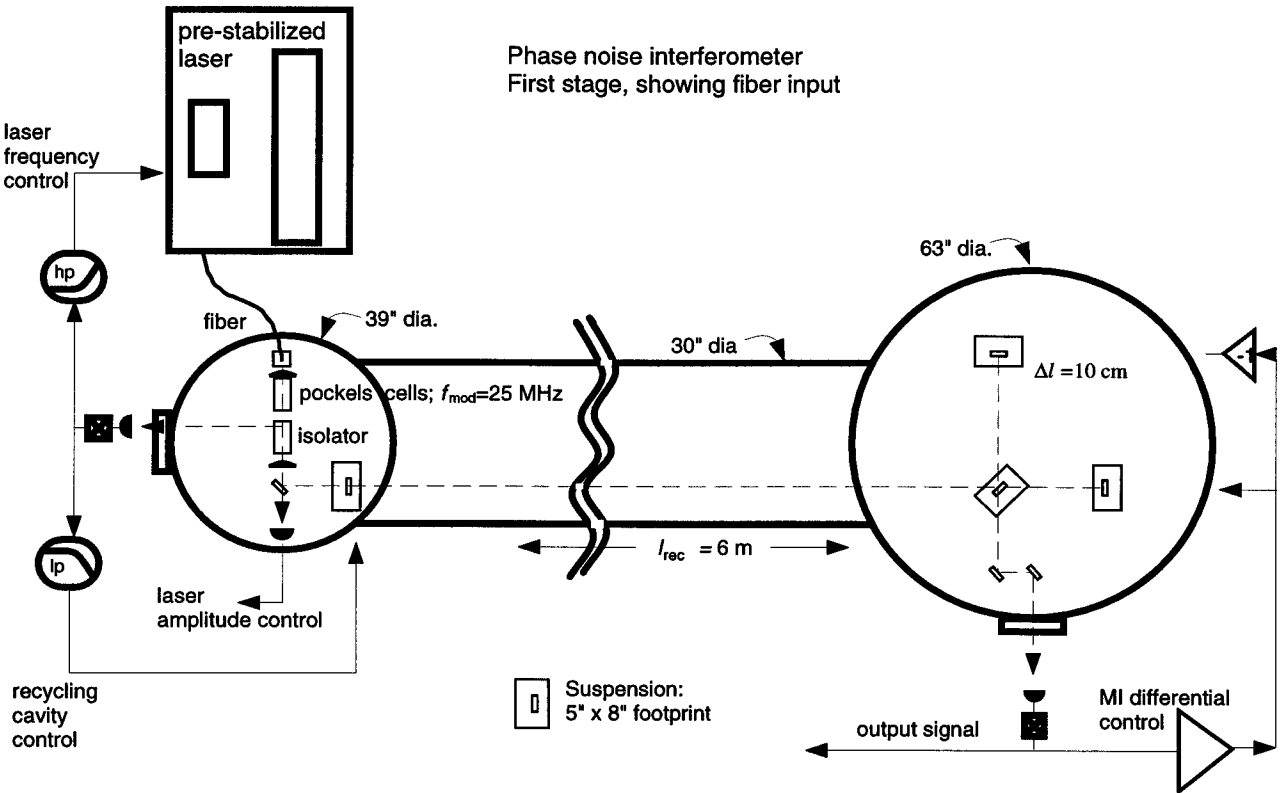 pre-stabilized
laser
Phase noise interferometer
First stage, showing fiber input
laser
frequency
control
hp
63" dia.
fiber
39" dia.
30" dia
Δl =10 cm
-1
pockels cells; fmod=25 MHz
isolator
lp
lrec = 6 m
laser
amplitude control
recycling
cavity
control
Suspension:
5" x 8" footprint
MI differential
control
output signal